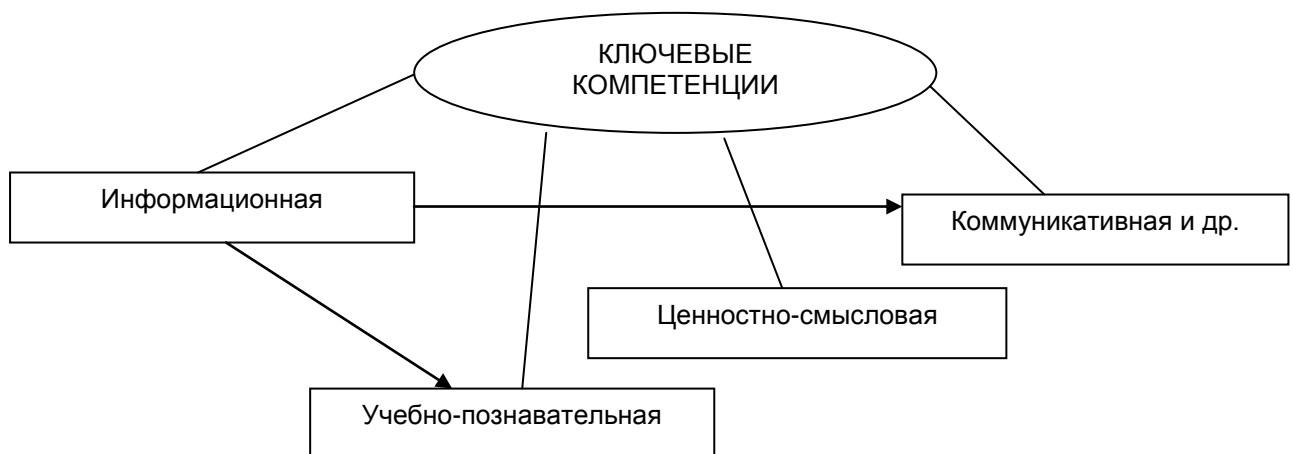 КЛЮЧЕВЫЕ
КОМПЕТЕНЦИИ
Информационная
Коммуникативная и др.
Ценностно-смысловая
Учебно-познавательная